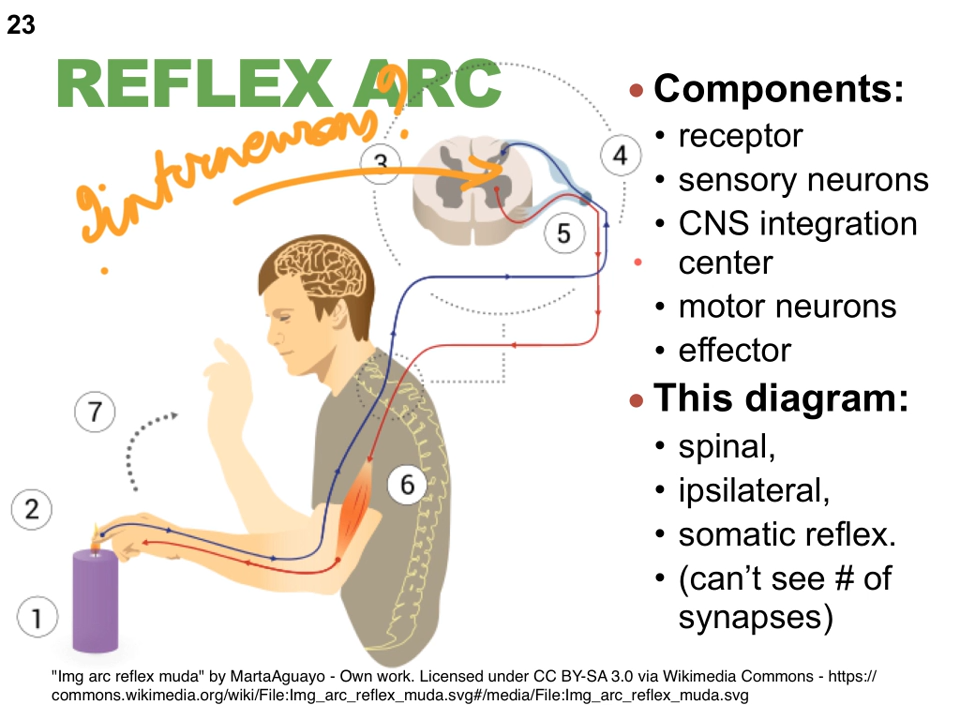 23
REFLEX ARC
interneurons?
3
4
5
6
7
2
1
• Components:
• receptor
• sensory neurons
• CNS integration
center
• motor neurons
• effector
• This diagram:
• spinal,
• ipsilateral,
• somatic reflex.
• (can’t see # of
synapses)
"Img arc reflex muda" by MartaAguayo - Own work. Licensed under CC BY-SA 3.0 via Wikimedia Commons - https://
commons.wikimedia.org/wiki/File:Img_arc_reflex_muda.svg#/media/File:Img_arc_reflex_muda.svg